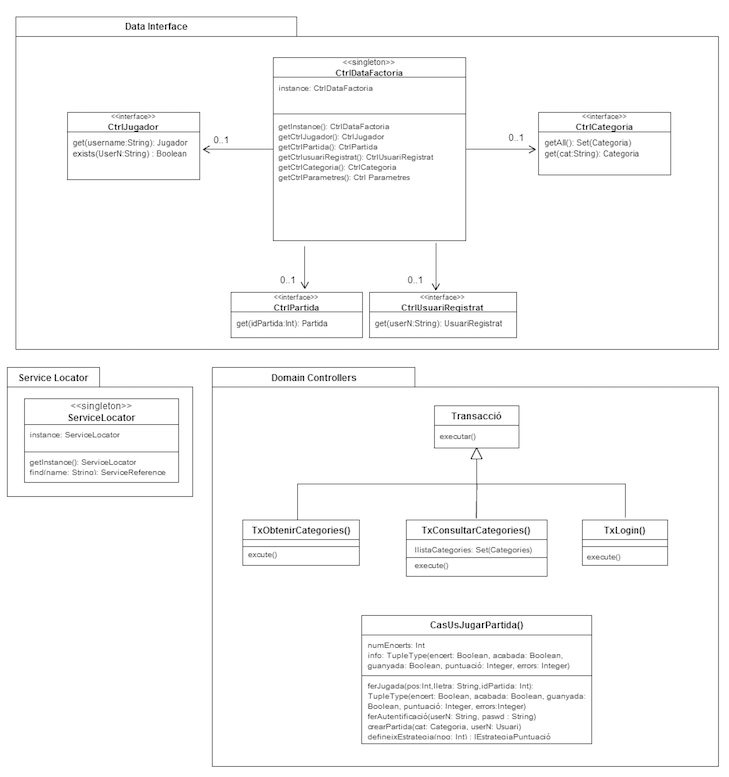 Data Interface
<<singleton>>
CtrlDataFactoria
instance: CtrlDataFactoria
getInstance(): CtrlDataFactoria
getCtrlJugador(): CtrlJugador
getCtrlPartida(): CtrlPartida
getCtrlusuariRegistrat(): CtrlUsuariRegistrat
getCtrlCategoria(): CtrlCategoria
getCtrlParametres(): Ctrl Parametres
<<interface>>
CtrlJugador
get(username:String): Jugador
exists(UserN:String) : Boolean
0..1
0..1
<<interface>>
CtrlCategoria
getAll(): Set(Categoria)
get(cat:String): Categoria
0..1
<<interface>>
CtrlPartida
get(idPartida:Int): Partida
0..1
<<interface>>
CtrlUsuariRegistrat
get(userN:String): UsuariRegistrat
Service Locator
<<singleton>>
ServiceLocator
instance: ServiceLocator
getInstance(): ServiceLocator
find(name: String): ServiceReference
Domain Controllers
Transacció
executar()
TxObtenirCategories()
excute()
TxConsultarCategories()
llistaCategories: Set(Categories)
execute()
TxLogin()
execute()
CasUsJugarPartida()
numEncerts: Int
info: TupleType(encert: Boolean, acabada: Boolean,
guanyada: Boolean, puntuació: Integer, errors: Integer)
ferJugada(pos:Int,lletra: String,idPartida: Int):
TupleType(encert: Boolean, acabada: Boolean, guanyada:
Boolean, puntuació: Integer, errors:Integer)
ferAutentificació(userN: String, paswd : String)
crearPartida(cat: Categoria, userN: Usuari)
defineixEstrategia(noo: Int) : IEstrategiaPuntuació